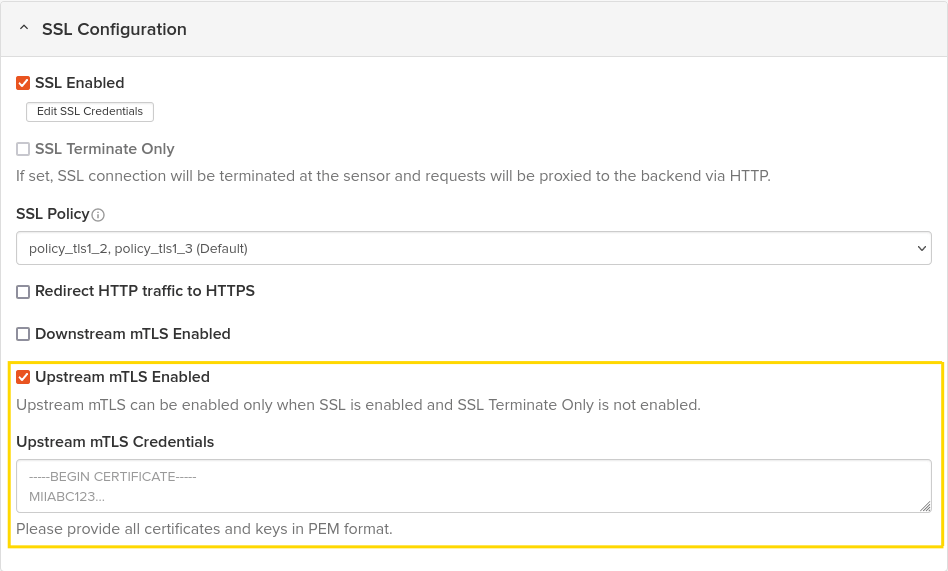 SSL Configuration
SSL Enabled
Edit SSL Credentials
SSL Terminate Only
If set, SSL connection will be terminated at the sensor and requests will be proxied to the backend via HTTP.
SSL Policy
policy_tls1_2, policy_tls1_3 (Default)
Redirect HTTP traffic to HTTPS
Downstream mTLS Enabled
Upstream mTLS Enabled
Upstream mTLS can be enabled only when SSL is enabled and SSL Terminate Only is not enabled.
Upstream mTLS Credentials
-----BEGIN CERTIFICATE-----
MIIABC123...
Please provide all certificates and keys in PEM format.